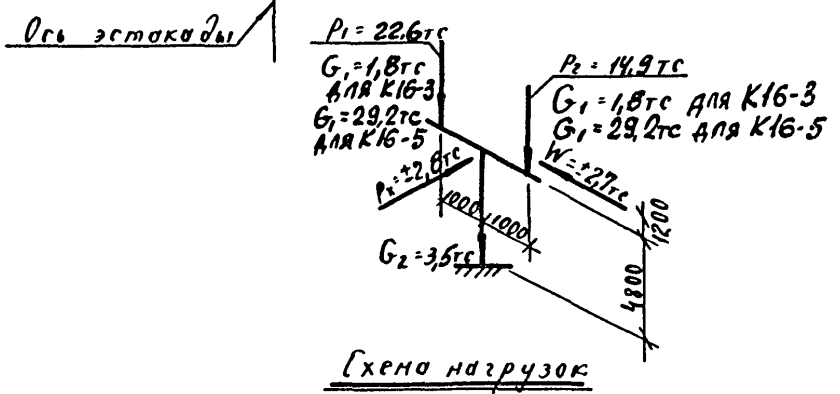 Ось эстакады
P1 = 22,6тс
G1=1,8тс
для К16-3
G1=29,2тс
для К16-5
P2 = 14,9тс
G1=1,8тс для К16-3
G1=29,2тс для К16-5
W=±2,7тс
Pх=±2,8тс
1000
1000
1200
G2=3,5тс
4800
Схема нагрузок